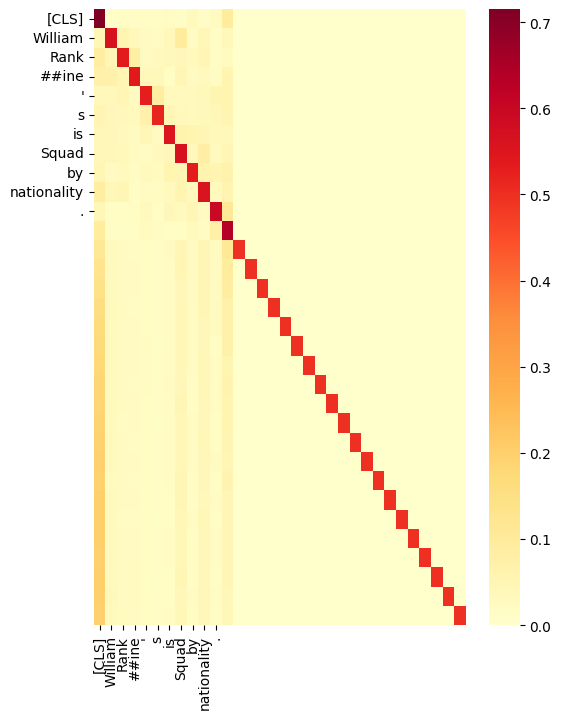 [CLS]
William
Rank
##ine
'
s
is
Squad
by
nationality
.
0.7
0.6
0.5
0.4
0.3
0.2
0.1
0.0
[CLS]
William
Rank
##ine
'
s
is
Squad
by
nationality
.